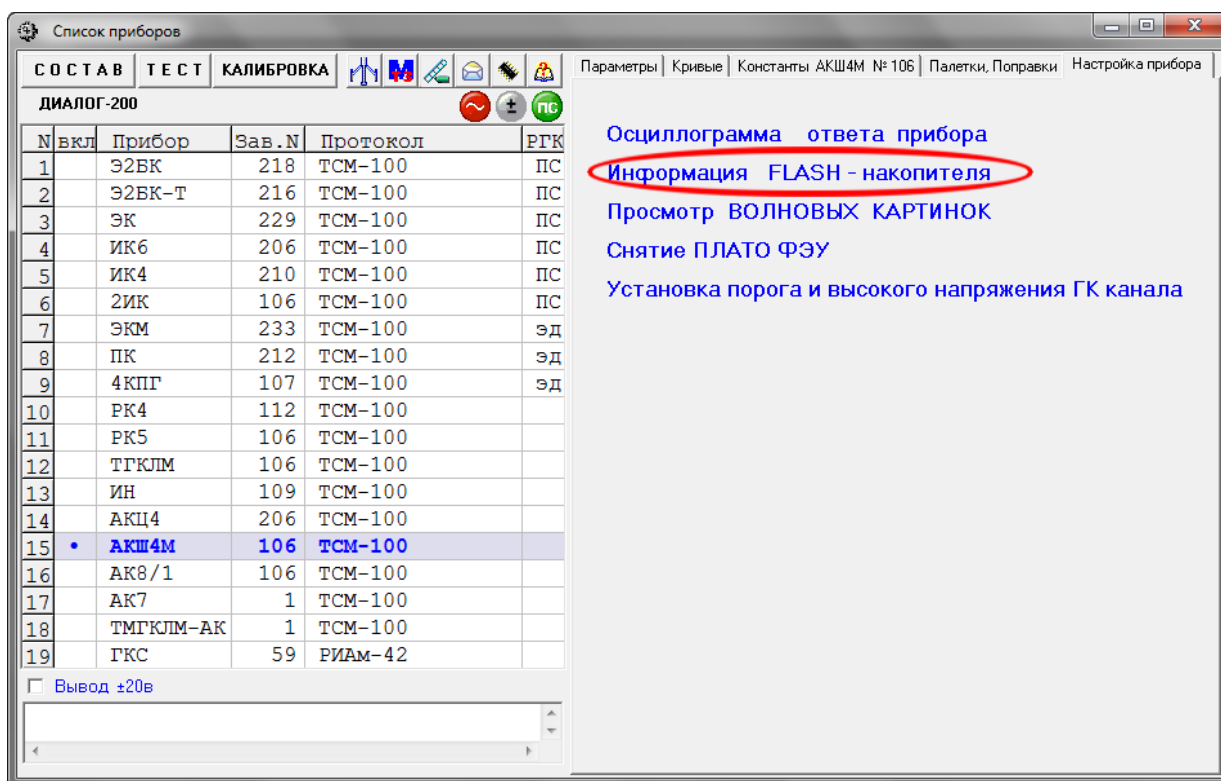 Список приборов
СОСТАВ ТЕСТ КАЛИБРОВКА
ДИАЛОГ-200 ± ПС
N вкл Прибор Зав.N Протокол РГК
1 Э2БК 218 ТСМ-100 ПС
2 Э2БК-Т 216 ТСМ-100 ПС
3 ЭК 229 ТСМ-100 ПС
4 ИК6 206 ТСМ-100 ПС
5 ИК4 210 ТСМ-100 ПС
6 2ИК 106 ТСМ-100 ПС
7 ЭКМ 233 ТСМ-100 эд
8 ПК 212 ТСМ-100 эд
9 4КПГ 107 ТСМ-100 эд
10 РК4 112 ТСМ-100
11 РК5 106 ТСМ-100
12 ТГКЛМ 106 ТСМ-100
13 ИН 109 ТСМ-100
14 АКЦ4 206 ТСМ-100
15 • АКШ4М 106 ТСМ-100
16 АК8/1 106 ТСМ-100
17 АК7 1 ТСМ-100
18 ТМГКЛМ-АК 1 ТСМ-100
19 ГКС 59 РИАм-42
Вывод ±20в
Параметры Кривые Константы АКШ4М № 106 Палетки, Поправки Настройка прибора
Осциллограмма ответа прибора
Информация FLASH - накопителя
Просмотр ВОЛНОВЫХ КАРТИНОК
Снятие ПЛАТО ФЭУ
Установка порога и высокого напряжения ГК канала